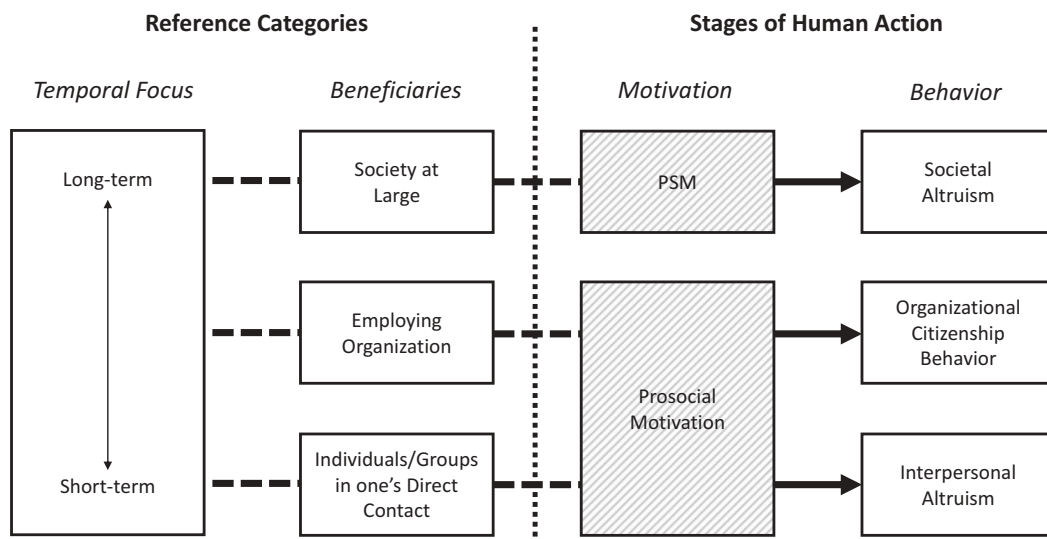 Reference Categories
Stages of Human Action
Temporal Focus
Beneficiaries
Motivation
Behavior
Long-term
Society at
Large
PSM
Societal
Altruism
Employing
Organization
Organizational
Citizenship
Behavior
Prosocial
Motivation
Short-term
Individuals/Groups
in one's Direct
Contact
Interpersonal
Altruism